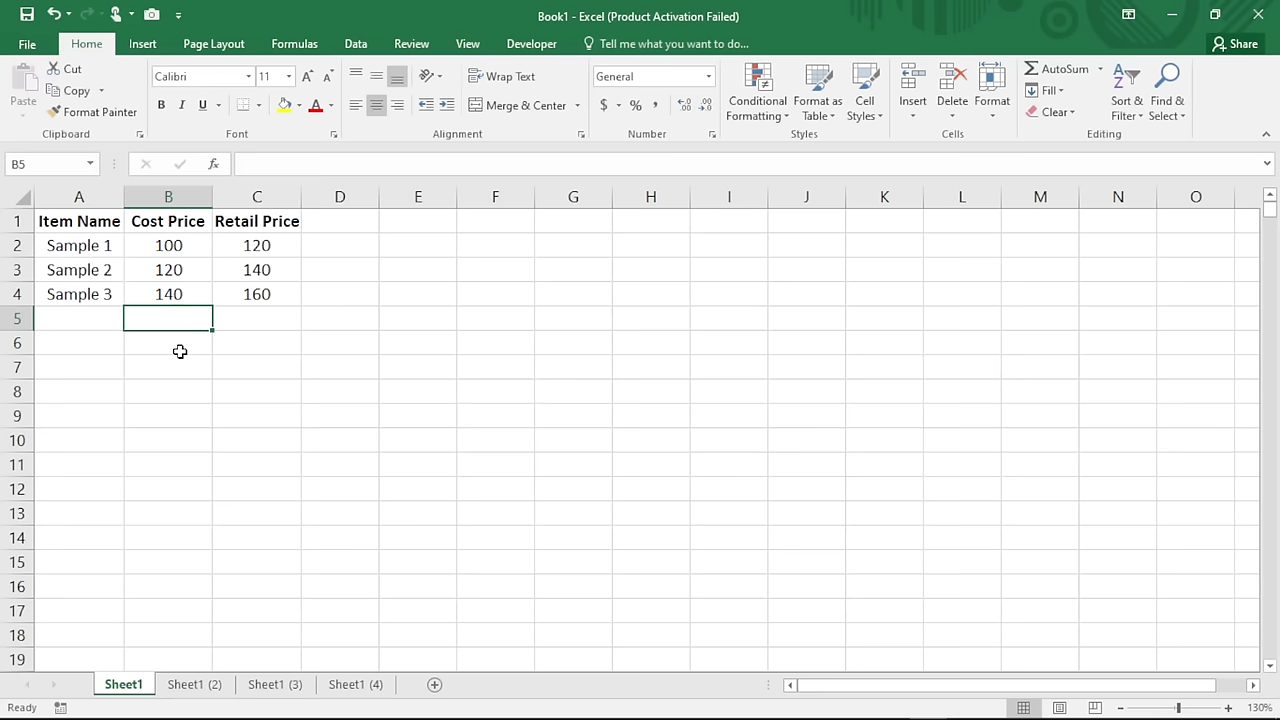 Book1 - Excel (Product Activation Failed)
File Home Insert Page Layout Formulas Data Review View Developer Tell me what you want to do... Share
Paste Cut Copy Format Painter
Clipboard
Calibri 11 A A
B I U A
Font
Wrap Text
Merge & Center
Alignment
General
$ % , .00 .0
Number
Conditional Formatting Format as Table Cell Styles
Styles
Insert Delete Format
Cells
AutoSum Fill Clear Sort & Filter Find & Select
Editing
B5 fx
A B C D E F G H I J K L M N O
1 Item Name Cost Price Retail Price
2 Sample 1 100 120
3 Sample 2 120 140
4 Sample 3 140 160
5
6
7
8
9
10
11
12
13
14
15
16
17
18
19
Sheet1 Sheet1 (2) Sheet1 (3) Sheet1 (4)
Ready 130%